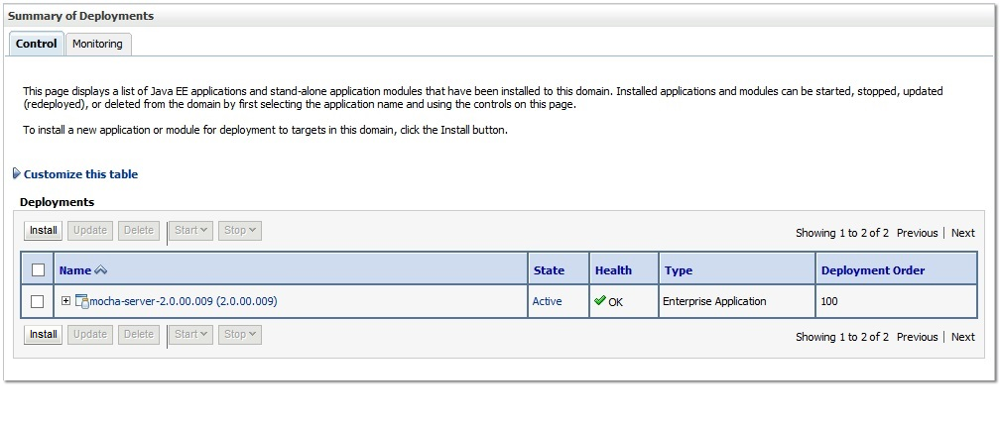 Summary of Deployments
Control Monitoring
This page displays a list of Java EE applications and stand-alone application modules that have been installed to this domain. Installed applications and modules can be started, stopped, updated
(redeployed), or deleted from the domain by first selecting the application name and using the controls on this page.
To install a new application or module for deployment to targets in this domain, click the Install button.
Customize this table
Deployments
Install Update Delete Start Stop Showing 1 to 2 of 2 Previous | Next
Name State Health Type Deployment Order
mocha-server-2.0.00.009 (2.0.00.009) Active OK Enterprise Application 100
Install Update Delete Start Stop Showing 1 to 2 of 2 Previous | Next